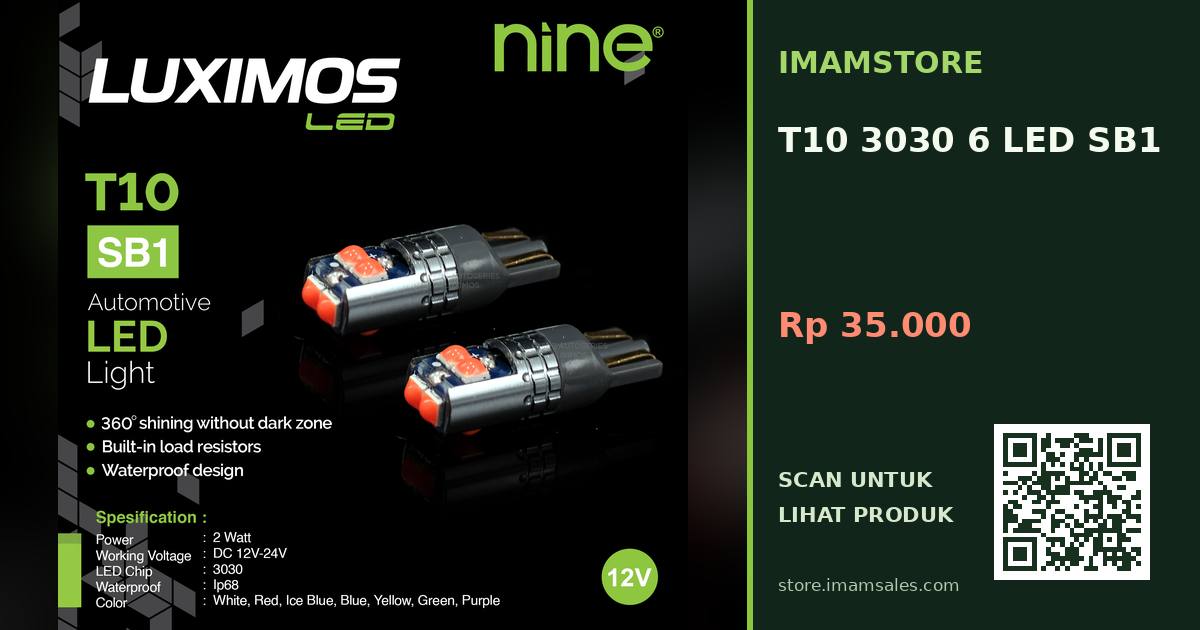 LUXIMOS
LED
nine®
T10
SB1
Automotive
LED
Light
● 360° shining without dark zone
● Built-in load resistors
● Waterproof design
Spesification :
Power : 2 Watt
Working Voltage : DC 12V-24V
LED Chip : 3030
Waterproof : Ip68
Color : White, Red, Ice Blue, Blue, Yellow, Green, Purple
12V
IMAMSTORE
T10 3030 6 LED SB1
Rp 35.000
SCAN UNTUK
LIHAT PRODUK
store.imamsales.com